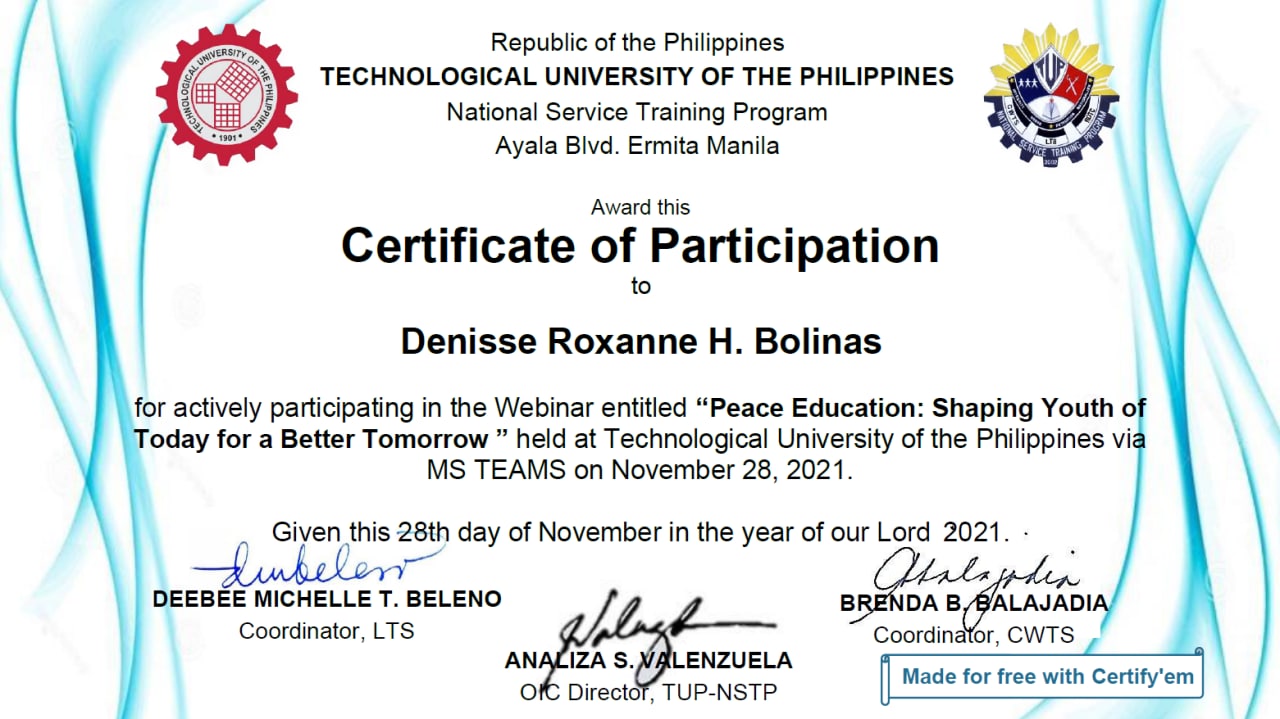 Republic of the Philippines
TECHNOLOGICAL UNIVERSITY OF THE PHILIPPINES
National Service Training Program
Ayala Blvd. Ermita Manila
TECHNOLOGICAL UNIVERSITY OF THE PHILIPPINES
• 1901 •
TUP
CWTS
LTS
ROTC
NATIONAL SERVICE TRAINING PROGRAM
Award this
Certificate of Participation
to
Denisse Roxanne H. Bolinas
for actively participating in the Webinar entitled “Peace Education: Shaping Youth of
Today for a Better Tomorrow ” held at Technological University of the Philippines via
MS TEAMS on November 28, 2021.
Given this 28th day of November in the year of our Lord 2021.
DEEBEE MICHELLE T. BELENO
Coordinator, LTS
BRENDA B. BALAJADIA
Coordinator, CWTS
ANALIZA S. VALENZUELA
OIC Director, TUP-NSTP
Made for free with Certify'em